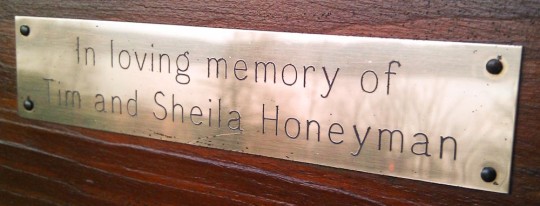 In loving memory of
Tim and Sheila Honeyman